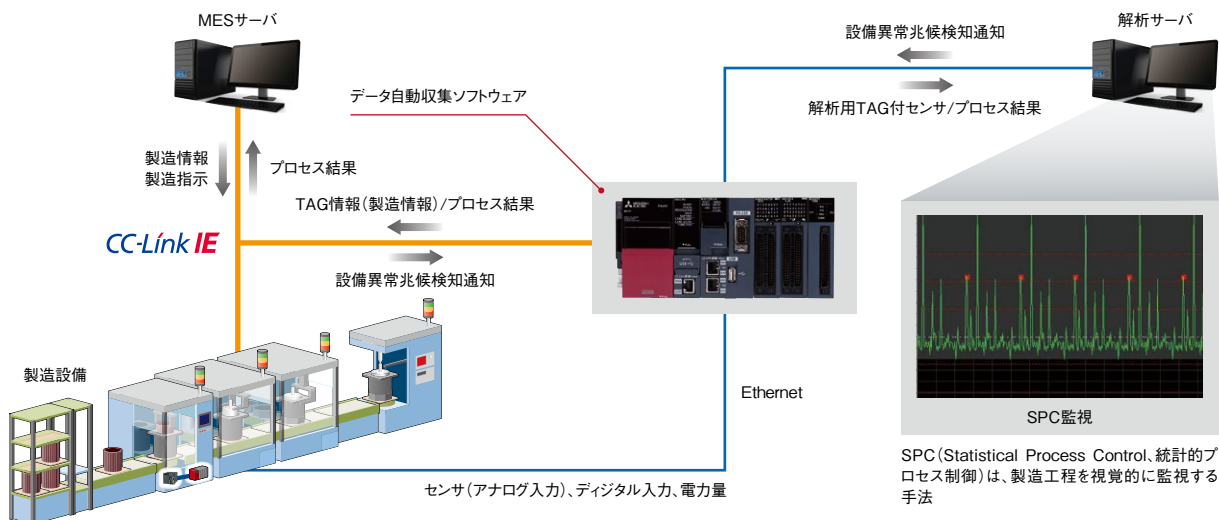 MESサーバ
解析サーバ
設備異常兆候検知通知
データ自動収集ソフトウェア
解析用TAG付センサ/プロセス結果
製造情報
製造指示
プロセス結果
TAG情報(製造情報)/プロセス結果
CC-Link IE
設備異常兆候検知通知
製造設備
Ethernet
SPC監視
センサ(アナログ入力)、ディジタル入力、電力量
SPC(Statistical Process Control、統計的プ
ロセス制御)は、製造工程を視覚的に監視する
手法